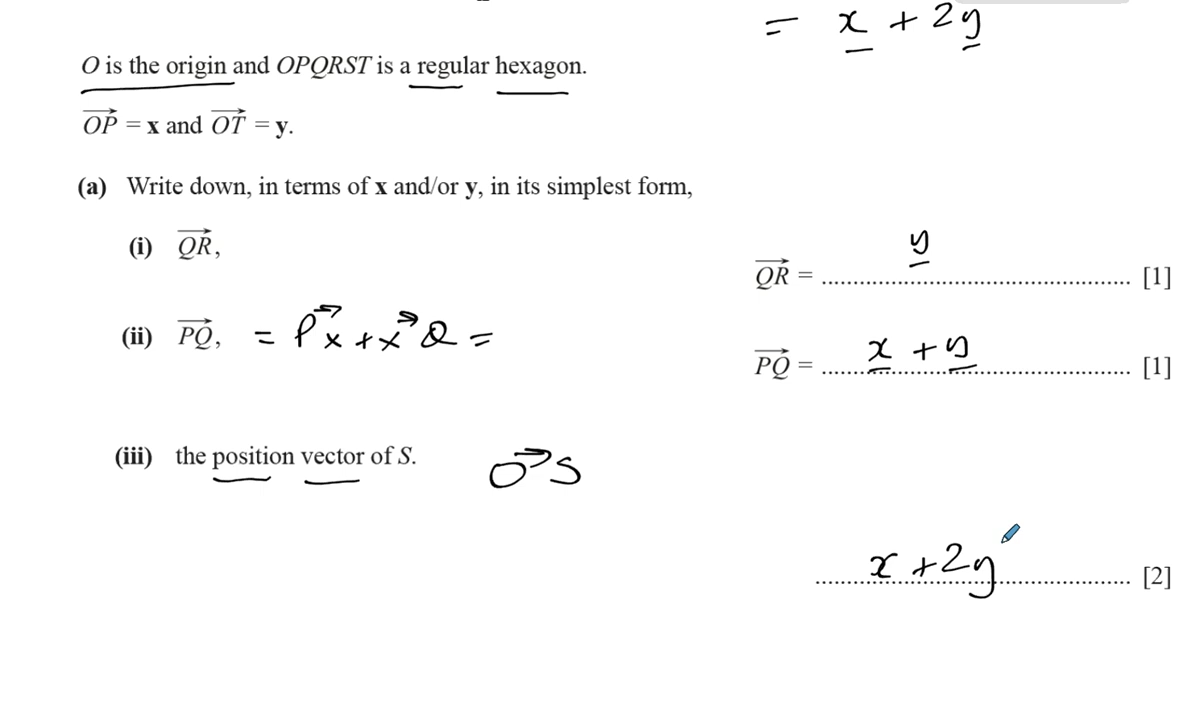 = x + 2y
O is the origin and OPQRST is a regular hexagon.
OP = x and OT = y.
(a) Write down, in terms of x and/or y, in its simplest form,
(i) QR,
y
QR = .................................................. [1]
(ii) PQ, = Px + xQ =
x + y
PQ = .................................................. [1]
(iii) the position vector of S. OS
x + 2y
.................................................. [2]